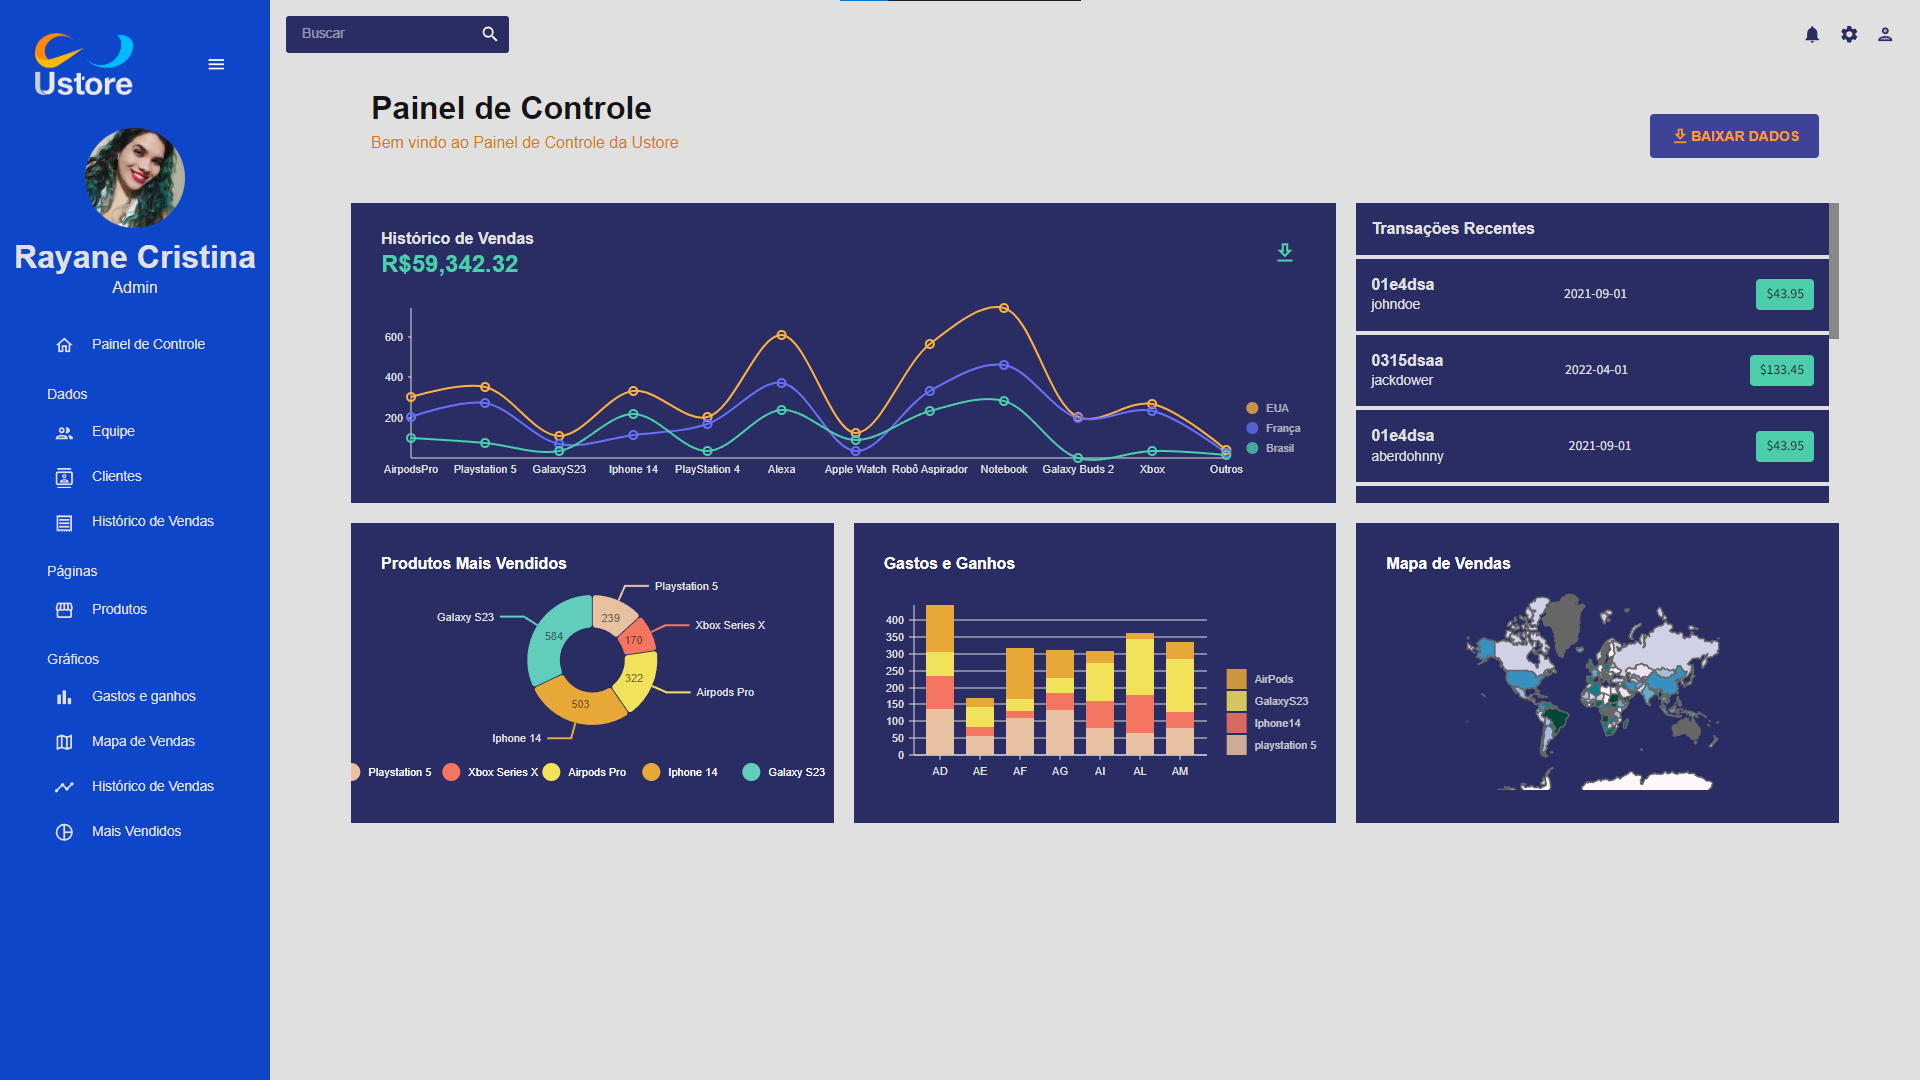 Ustore
Rayane Cristina
Admin
Painel de Controle
Dados
Equipe
Clientes
Histórico de Vendas
Páginas
Produtos
Gráficos
Gastos e ganhos
Mapa de Vendas
Histórico de Vendas
Mais Vendidos
Buscar
Painel de Controle
Bem vindo ao Painel de Controle da Ustore
BAIXAR DADOS
Histórico de Vendas
R$59,342.32
600
400
200
AirpodsPro Playstation 5 GalaxyS23 Iphone 14 PlayStation 4 Alexa Apple Watch Robô Aspirador Notebook Galaxy Buds 2 Xbox Outros
EUA
França
Brasil
Transações Recentes
01e4dsa
johndoe
2021-09-01
$43.95
0315dsaa
jackdower
2022-04-01
$133.45
01e4dsa
aberdohnny
2021-09-01
$43.95
Produtos Mais Vendidos
Playstation 5
Galaxy S23
Xbox Series X
Airpods Pro
Iphone 14
239
170
584
322
503
Playstation 5 Xbox Series X Airpods Pro Iphone 14 Galaxy S23
Gastos e Ganhos
400
350
300
250
200
150
100
50
0
AD AE AF AG AI AL AM
AirPods
GalaxyS23
Iphone14
playstation 5
Mapa de Vendas